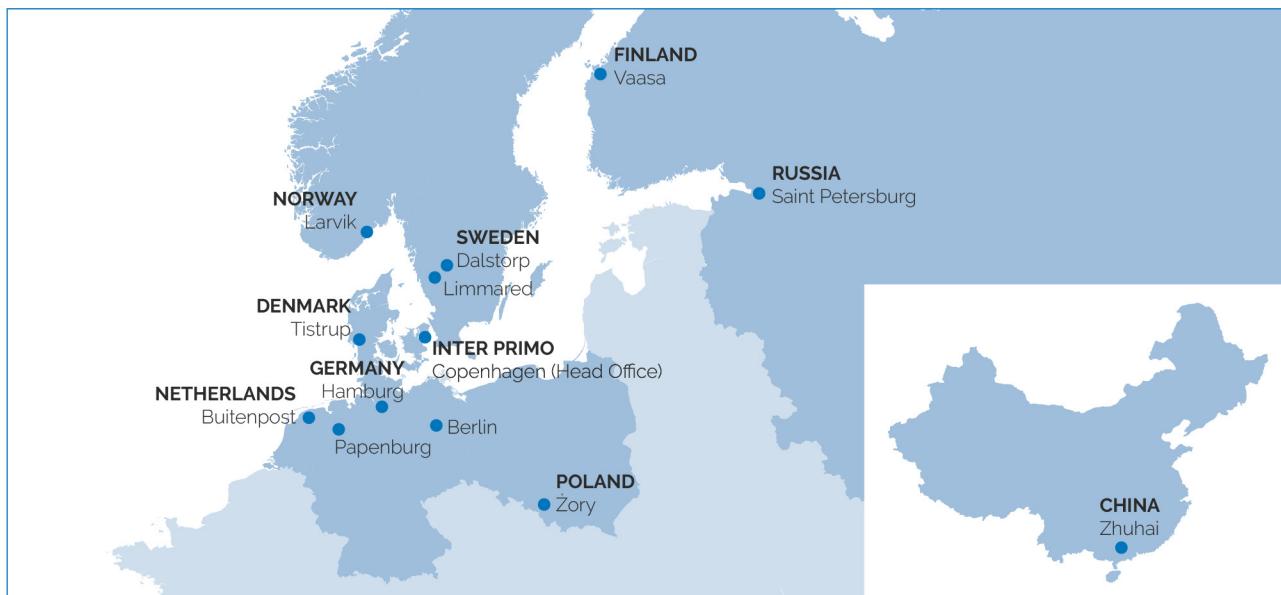 FINLAND
Vaasa
RUSSIA
Saint Petersburg
NORWAY
Larvik
SWEDEN
Dalstorp
Limmared
DENMARK
Tistrup
INTER PRIMO
Copenhagen (Head Office)
GERMANY
Hamburg
NETHERLANDS
Buitenpost
Papenburg
Berlin
POLAND
Żory
CHINA
Zhuhai